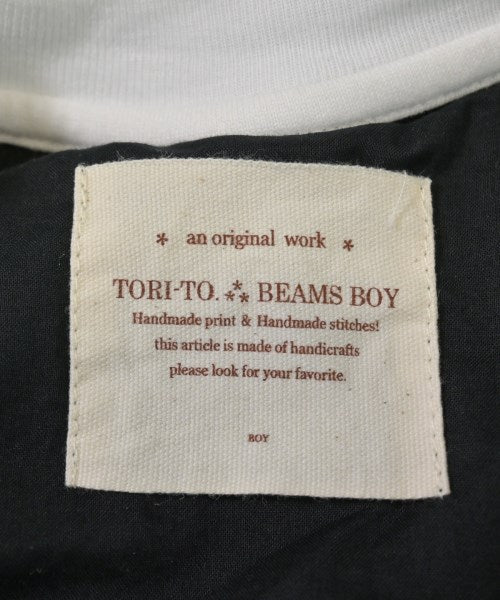 * an original work *
TORI-TO. ⁂ BEAMS BOY
Handmade print & Handmade stitches!
this article is made of handicrafts
please look for your favorite.
BOY